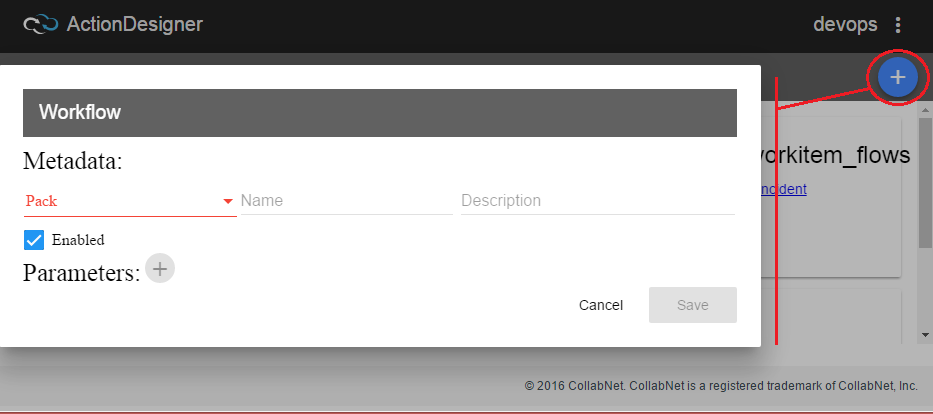 ActionDesigner
devops
Workflow
Metadata:
Pack
Name
Description
Enabled
Parameters:
Cancel
Save
workitem_flows
incident
© 2016 CollabNet. CollabNet is a registered trademark of CollabNet, Inc.